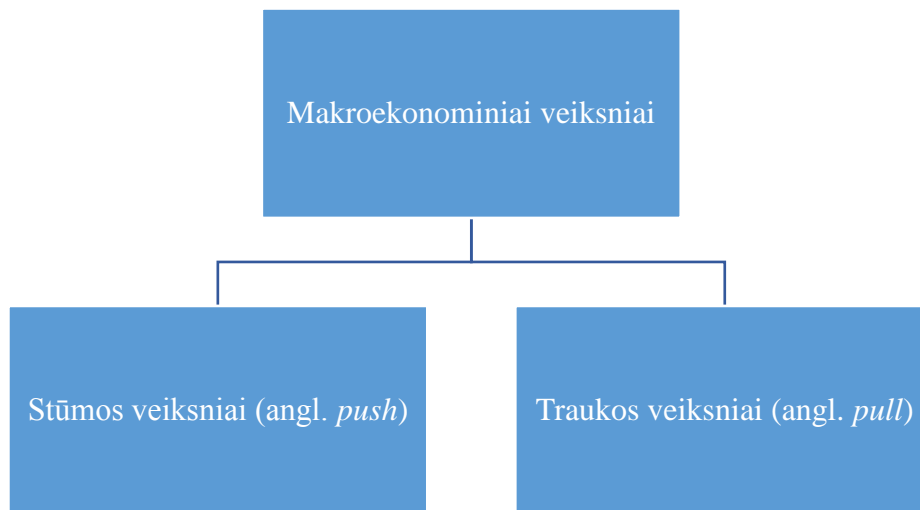 Makroekonominiai veiksniai
Stūmos veiksniai (angl. push)
Traukos veiksniai (angl. pull)